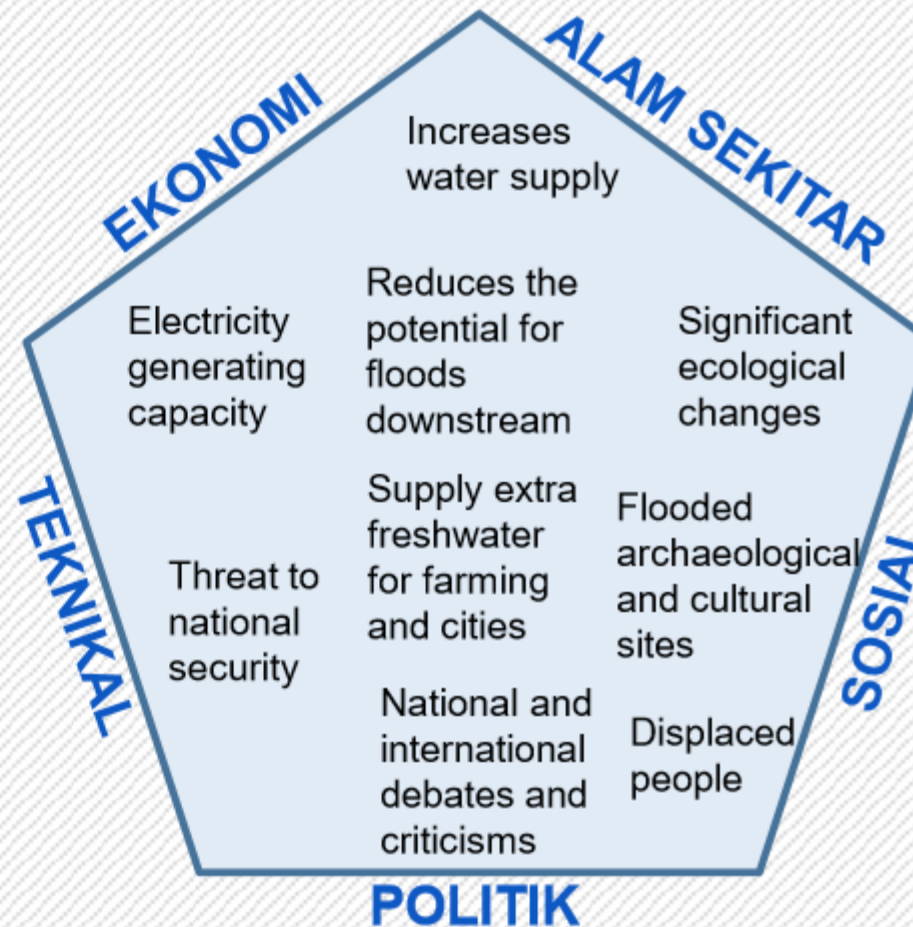 EKONOMI
ALAM SEKITAR
Increases
water supply
Electricity
generating
capacity
Reduces the
potential for
floods
downstream
Significant
ecological
changes
TEKNIKAL
Threat to
national
security
Supply extra
freshwater
for farming
and cities
Flooded
archaeological
and cultural
sites
SOSIAL
National and
international
debates and
criticisms
Displaced
people
POLITIK